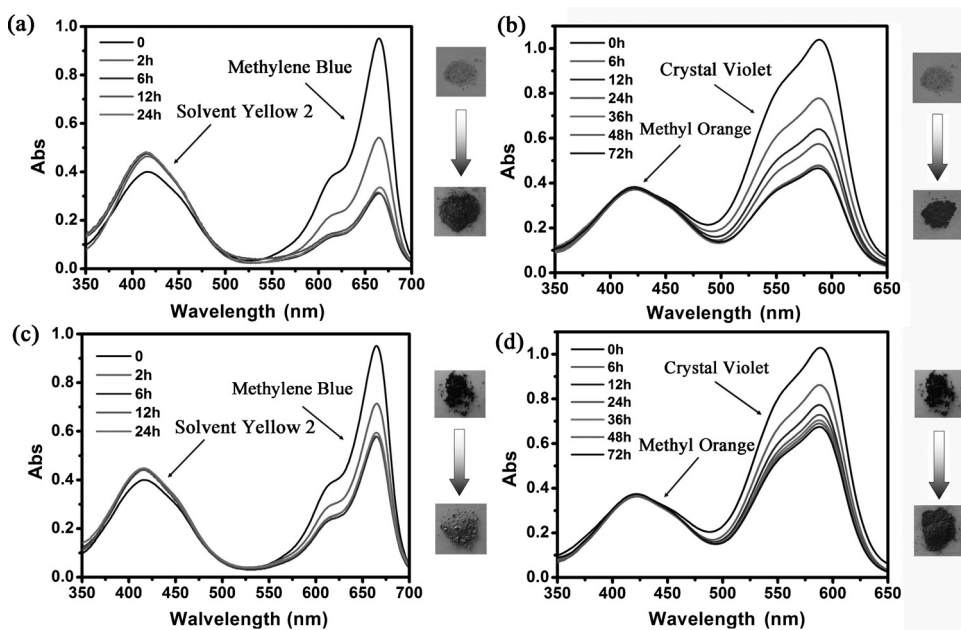 (a)
1.0
0.8
0.6
0.4
0.2
0.0
Abs
0
2h
6h
12h
24h
Methylene Blue
Solvent Yellow 2
350 400 450 500 550 600 650 700
Wavelength (nm)
(b)
1.0
0.8
0.6
0.4
0.2
0.0
Abs
0h
6h
12h
24h
36h
48h
72h
Crystal Violet
Methyl Orange
350 400 450 500 550 600 650
Wavelength (nm)
(c)
1.0
0.8
0.6
0.4
0.2
0.0
Abs
0
2h
6h
12h
24h
Methylene Blue
Solvent Yellow 2
350 400 450 500 550 600 650 700
Wavelength (nm)
(d)
1.0
0.8
0.6
0.4
0.2
0.0
Abs
0h
6h
12h
24h
36h
48h
72h
Crystal Violet
Methyl Orange
350 400 450 500 550 600 650
Wavelength (nm)